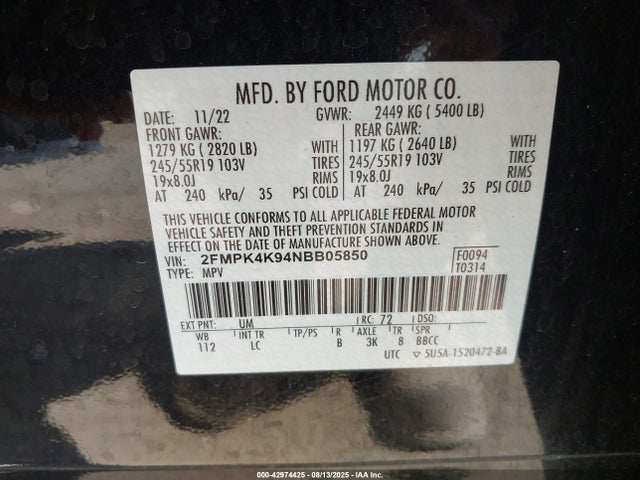 MFD. BY FORD MOTOR CO.
DATE: 11/22 GVWR: 2449 KG ( 5400 LB)
FRONT GAWR: REAR GAWR:
1279 KG ( 2820 LB) WITH 1197 KG ( 2640 LB) WITH
245/55R19 103V TIRES 245/55R19 103V TIRES
19x8.0J RIMS 19x8.0J RIMS
AT 240 kPa/ 35 PSI COLD AT 240 kPa/ 35 PSI COLD
THIS VEHICLE CONFORMS TO ALL APPLICABLE FEDERAL MOTOR
VEHICLE SAFETY AND THEFT PREVENTION STANDARDS IN
EFFECT ON THE DATE OF MANUFACTURE SHOWN ABOVE.
VIN: 2FMPK4K94NBB05850 F0094
TYPE: MPV T0314
EXT PNT: UM RC: 72 DSO:
WB INT TR TP/PS R AXLE TR SPR
112 LC B 3K 8 BBCC
UTC ▽ SU5A-1520472-BA
000-42974425 - 08/13/2025 - IAA Inc.